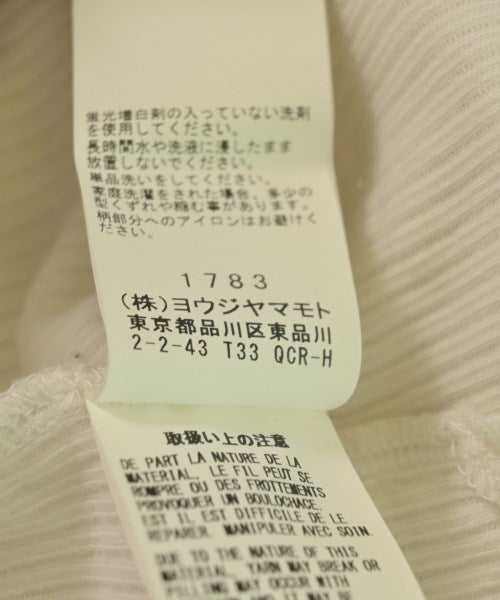 蛍光増白剤の入っていない洗剤
を使用してください。
長時間水や洗液に浸したまま
放置しないでください。
単品洗いをしてください。
家庭洗濯をされた場合、多少の
型くずれや縮む事があります。
柄部分へのアイロンはお避けく
ださい。
1783
(株)ヨウジヤマモト
東京都品川区東品川
2-2-43 T33 QCR-H
取扱い上の注意
DE PART LA NATURE DE LA
MATERIAL, LE FIL PEUT SE
ROMPRE OU DES FROTTEMENTS
PROVOQUER UN BOULOCHAGE.
EST IL EST DIFFICILE DE LE
REPARER. MANIPULER AVEC SOIN.
DUE TO THE NATURE OF THIS
MATERIAL, YARN MAY BREAK OR
PILLING MAY OCCUR WITH